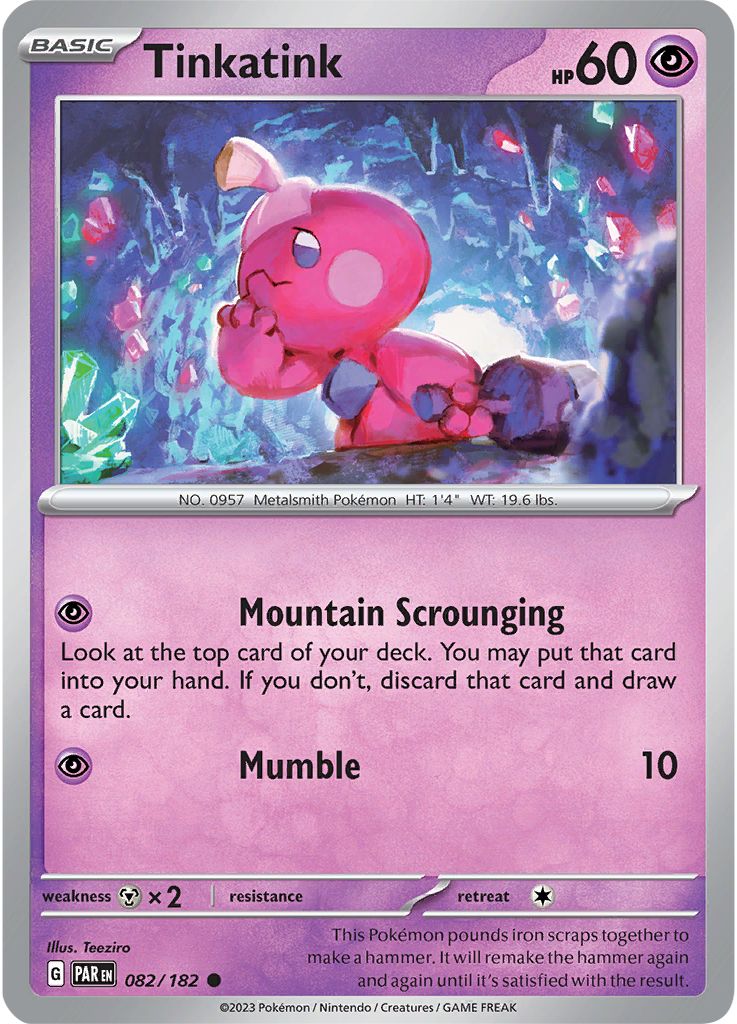 BASIC
Tinkatink
HP 60
NO. 0957 Metalsmith Pokémon HT: 1'4" WT: 19.6 lbs.
Mountain Scrounging
Look at the top card of your deck. You may put that card
into your hand. If you don't, discard that card and draw
a card.
Mumble 10
weakness ×2 resistance retreat
Illus. Teeziro
This Pokémon pounds iron scraps together to
make a hammer. It will remake the hammer again
and again until it's satisfied with the result.
G PAR EN 082/182
©2023 Pokémon / Nintendo / Creatures / GAME FREAK